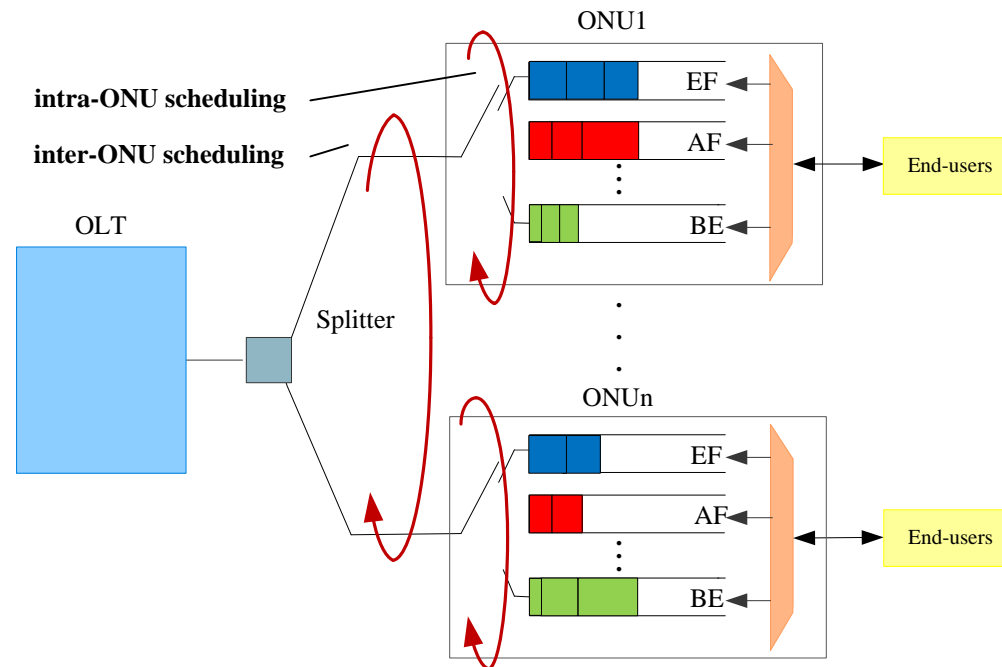 ONU1
intra-ONU scheduling
inter-ONU scheduling
EF
AF
BE
End-users
OLT
Splitter
ONUn
EF
AF
BE
End-users